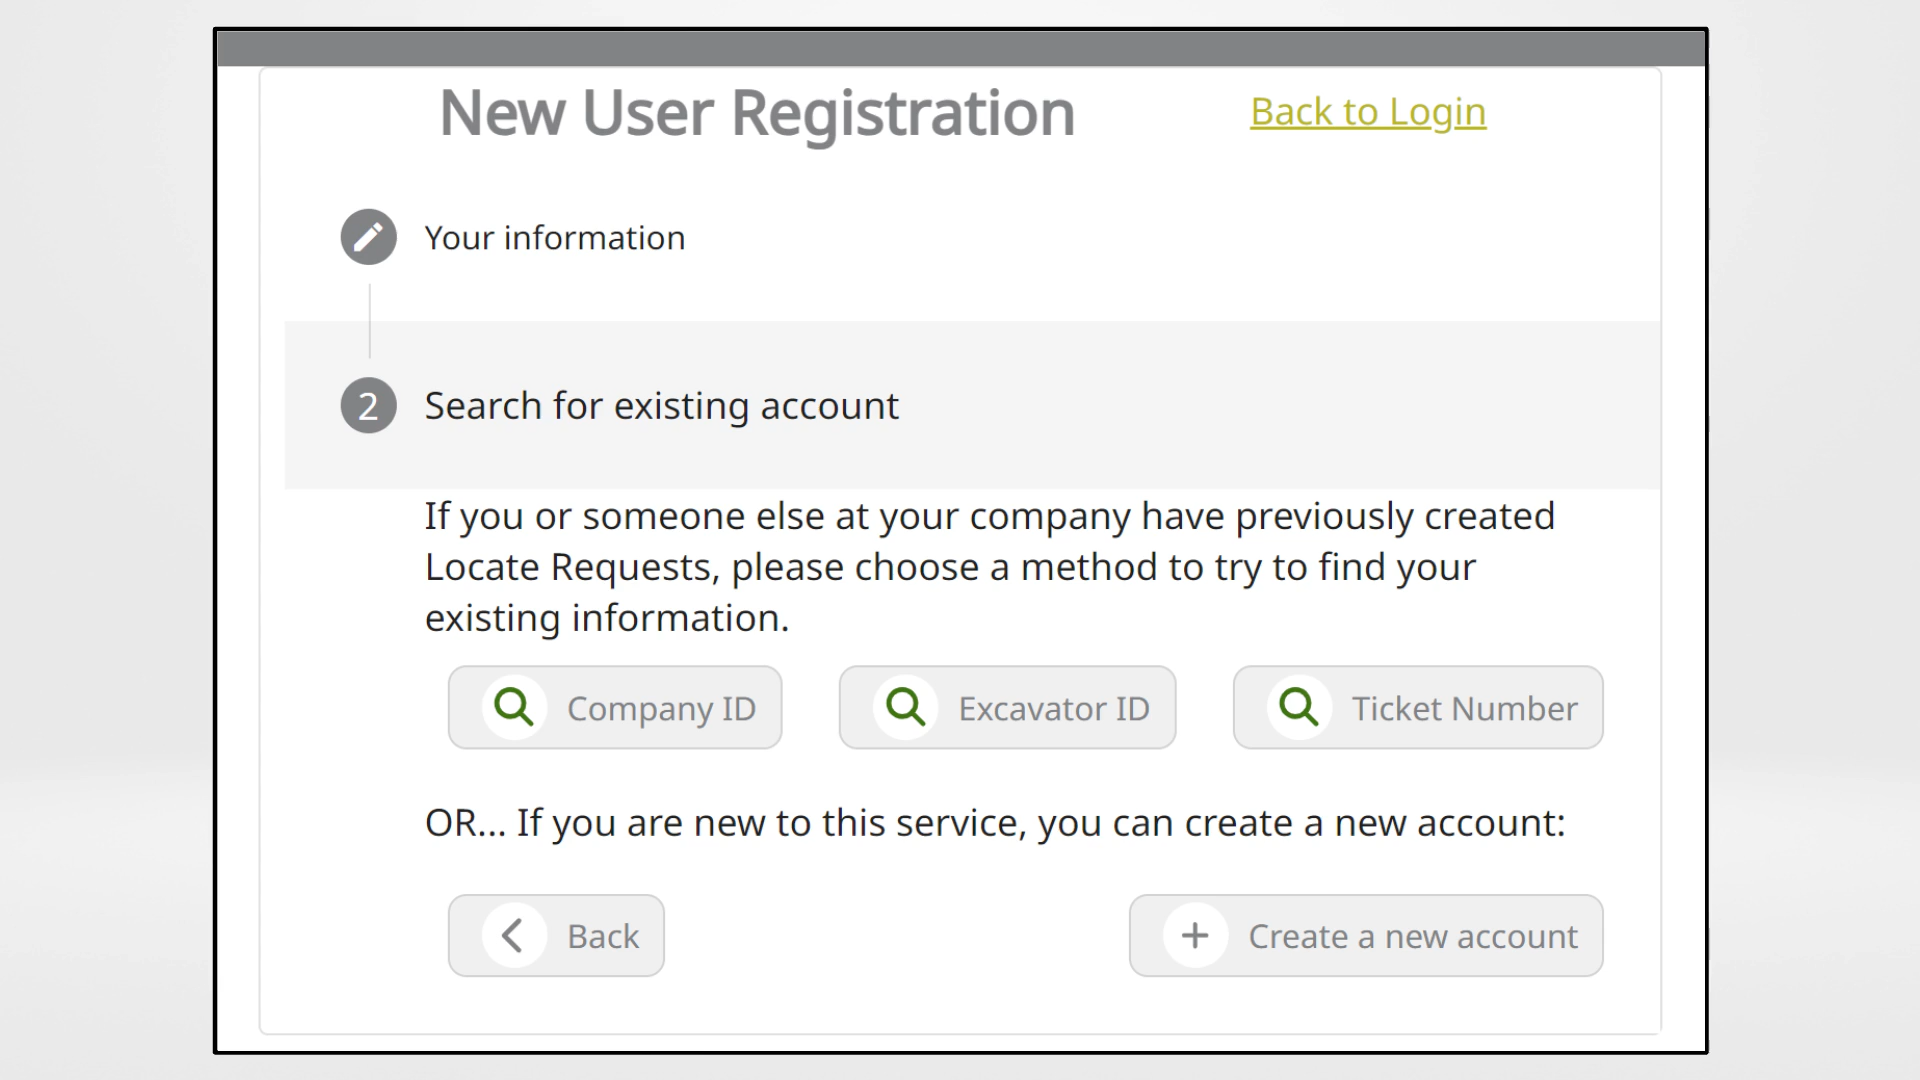 New User Registration
Back to Login
Your information
2 Search for existing account
If you or someone else at your company have previously created
Locate Requests, please choose a method to try to find your
existing information.
Company ID
Excavator ID
Ticket Number
OR... If you are new to this service, you can create a new account:
Back
Create a new account